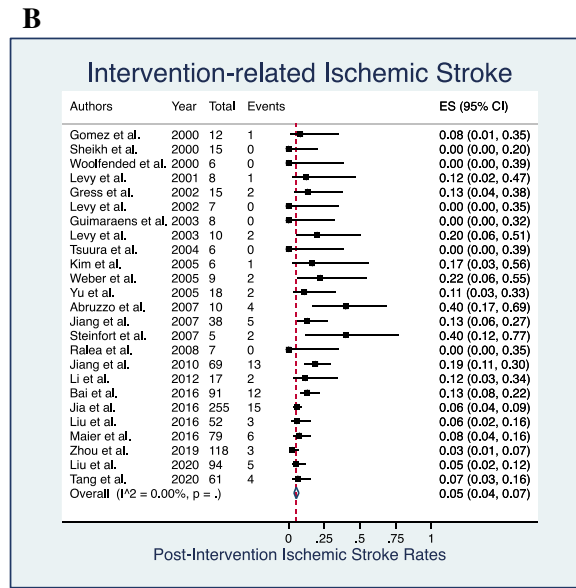 B
Intervention-related Ischemic Stroke
Authors Year Total Events ES (95% CI)
Gomez et al. 2000 12 1 0.08 (0.01, 0.35)
Sheikh et al. 2000 15 0 0.00 (0.00, 0.20)
Woolfended et al. 2000 6 0 0.00 (0.00, 0.39)
Levy et al. 2001 8 1 0.12 (0.02, 0.47)
Gress et al. 2002 15 2 0.13 (0.04, 0.38)
Levy et al. 2002 7 0 0.00 (0.00, 0.35)
Guimaraens et al. 2003 8 0 0.00 (0.00, 0.32)
Levy et al. 2003 10 2 0.20 (0.06, 0.51)
Tsuura et al. 2004 6 0 0.00 (0.00, 0.39)
Kim et al. 2005 6 1 0.17 (0.03, 0.56)
Weber et al. 2005 9 2 0.22 (0.06, 0.55)
Yu et al. 2005 18 2 0.11 (0.03, 0.33)
Abruzzo et al. 2007 10 4 0.40 (0.17, 0.69)
Jiang et al. 2007 38 5 0.13 (0.06, 0.27)
Steinfort et al. 2007 5 2 0.40 (0.12, 0.77)
Ralea et al. 2008 7 0 0.00 (0.00, 0.35)
Jiang et al. 2010 69 13 0.19 (0.11, 0.30)
Li et al. 2012 17 2 0.12 (0.03, 0.34)
Bai et al. 2016 91 12 0.13 (0.08, 0.22)
Jia et al. 2016 255 15 0.06 (0.04, 0.09)
Liu et al. 2016 52 3 0.06 (0.02, 0.16)
Maier et al. 2016 79 6 0.08 (0.04, 0.16)
Zhou et al. 2019 118 3 0.03 (0.01, 0.07)
Liu et al. 2020 94 5 0.05 (0.02, 0.12)
Tang et al. 2020 61 4 0.07 (0.03, 0.16)
Overall (I^2 = 0.00%, p = .) 0.05 (0.04, 0.07)
0 .25 .5 .75 1
Post-Intervention Ischemic Stroke Rates